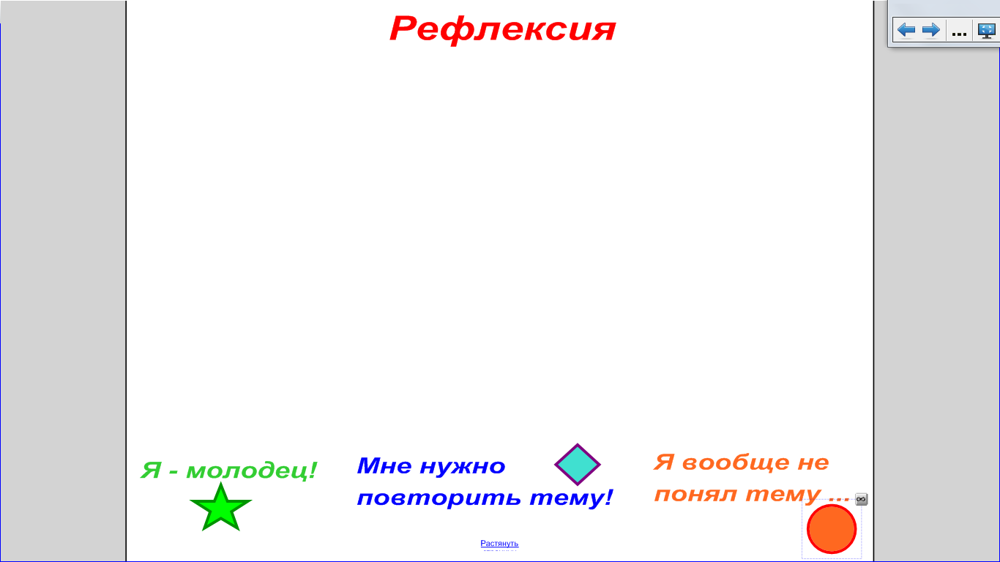 Рефлексия
Я - молодец!
Мне нужно
повторить тему!
Я вообще не
понял тему ...
Растянуть